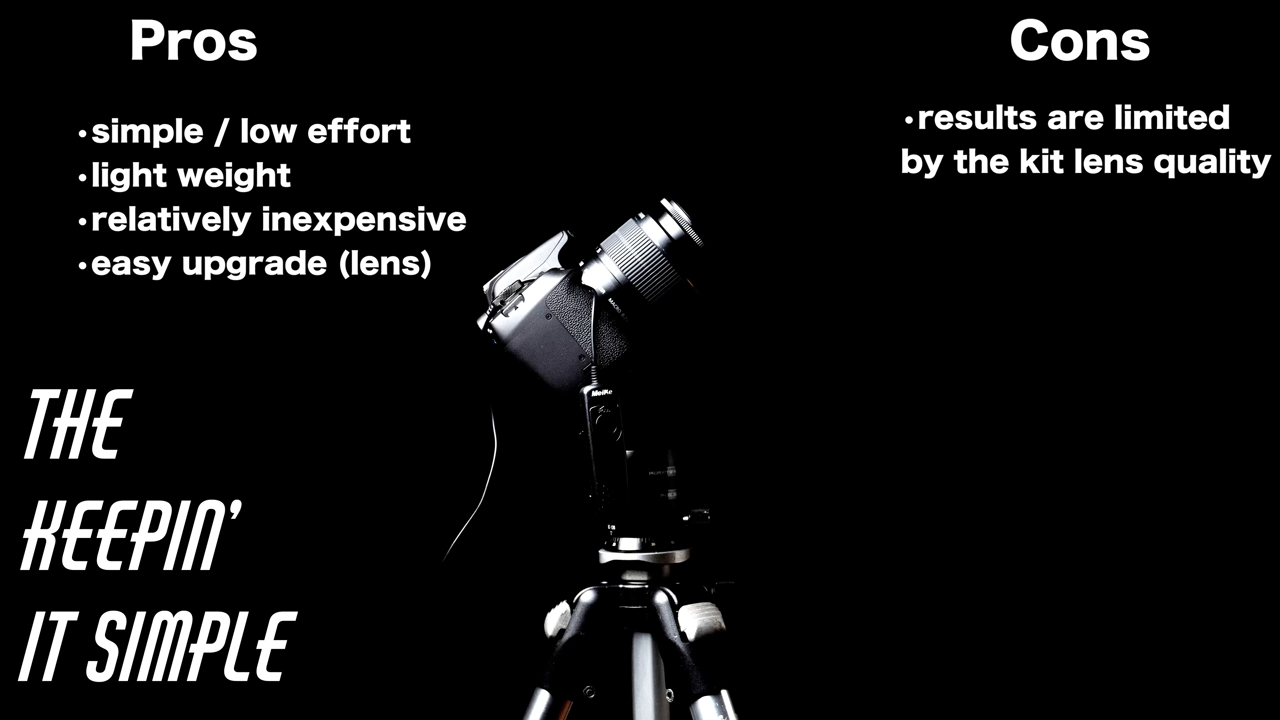 Pros
•simple / low effort
•light weight
•relatively inexpensive
•easy upgrade (lens)
Cons
•results are limited
by the kit lens quality
THE
KEEPIN'
IT SIMPLE
MeiKe